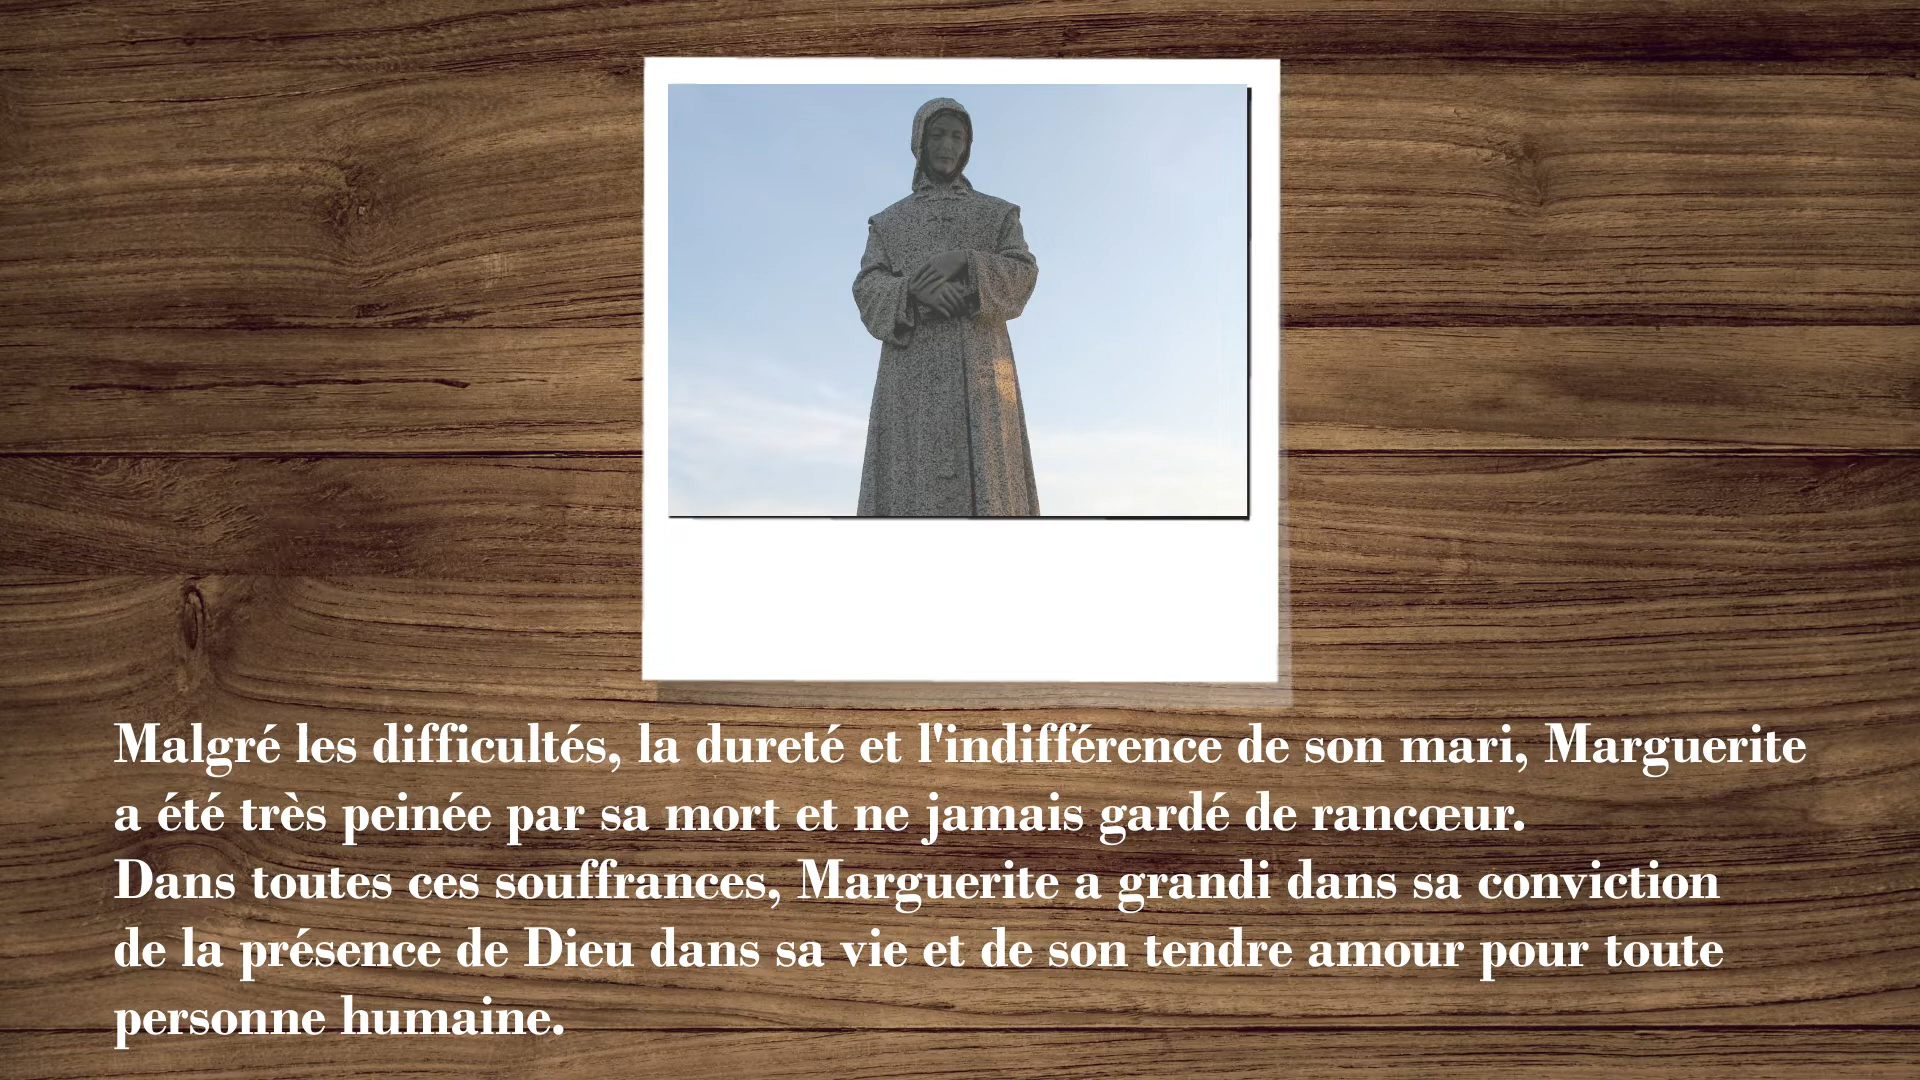 Malgré les difficultés, la dureté et l'indifférence de son mari, Marguerite
a été très peinée par sa mort et ne jamais gardé de rancœur.
Dans toutes ces souffrances, Marguerite a grandi dans sa conviction
de la présence de Dieu dans sa vie et de son tendre amour pour toute
personne humaine.